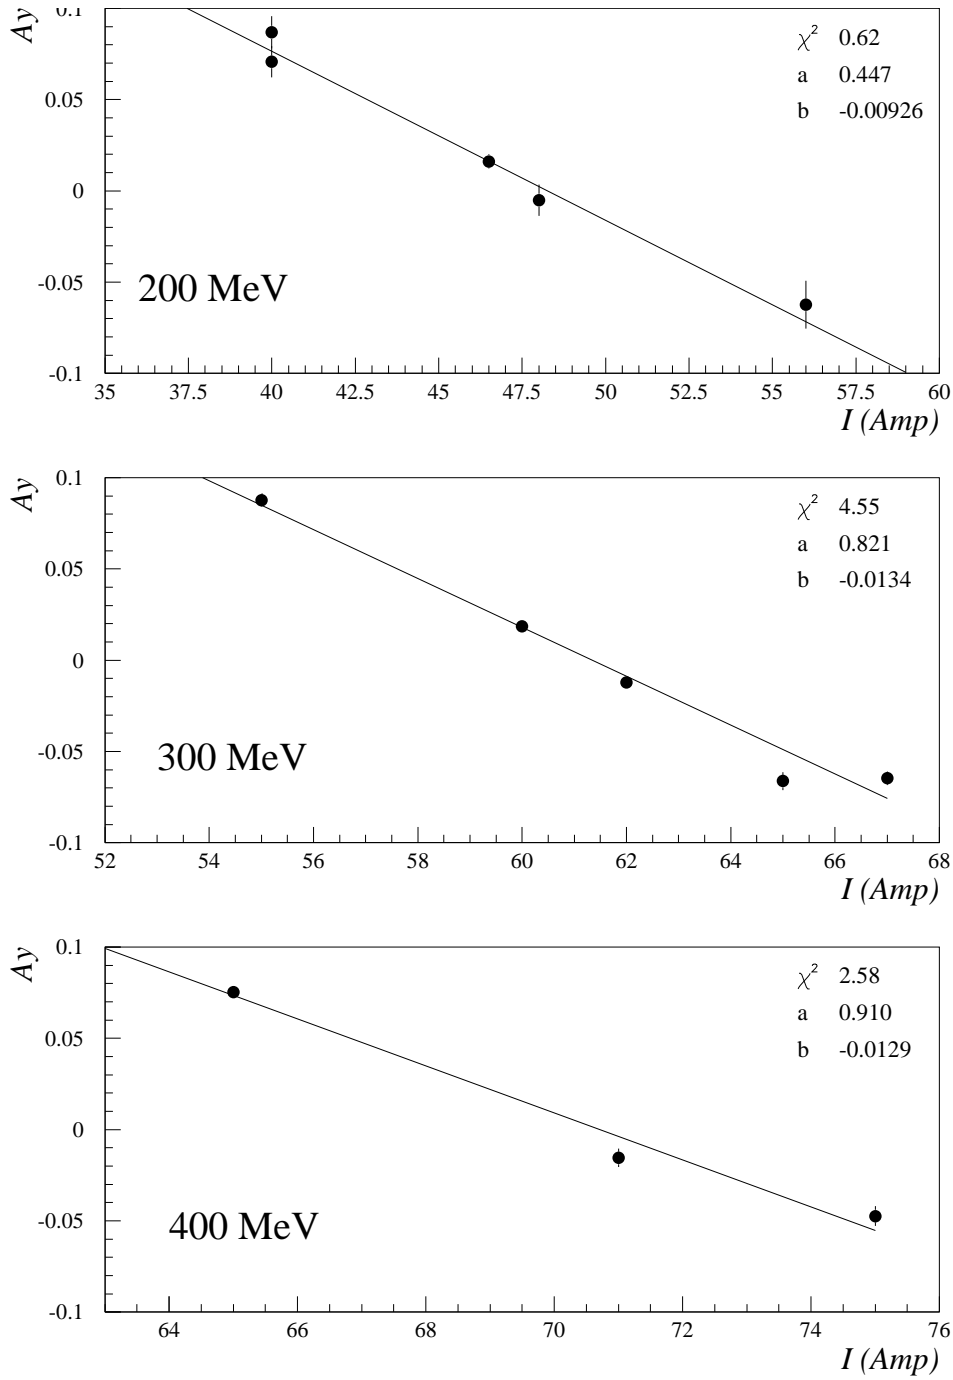 Ay
0.1
0.05
0
-0.05
-0.1
χ² 0.62
a 0.447
b -0.00926
200 MeV
35 37.5 40 42.5 45 47.5 50 52.5 55 57.5 60
I (Amp)
Ay
0.1
0.05
0
-0.05
-0.1
χ² 4.55
a 0.821
b -0.0134
300 MeV
52 54 56 58 60 62 64 66 68
I (Amp)
Ay
0.1
0.05
0
-0.05
-0.1
χ² 2.58
a 0.910
b -0.0129
400 MeV
64 66 68 70 72 74 76
I (Amp)